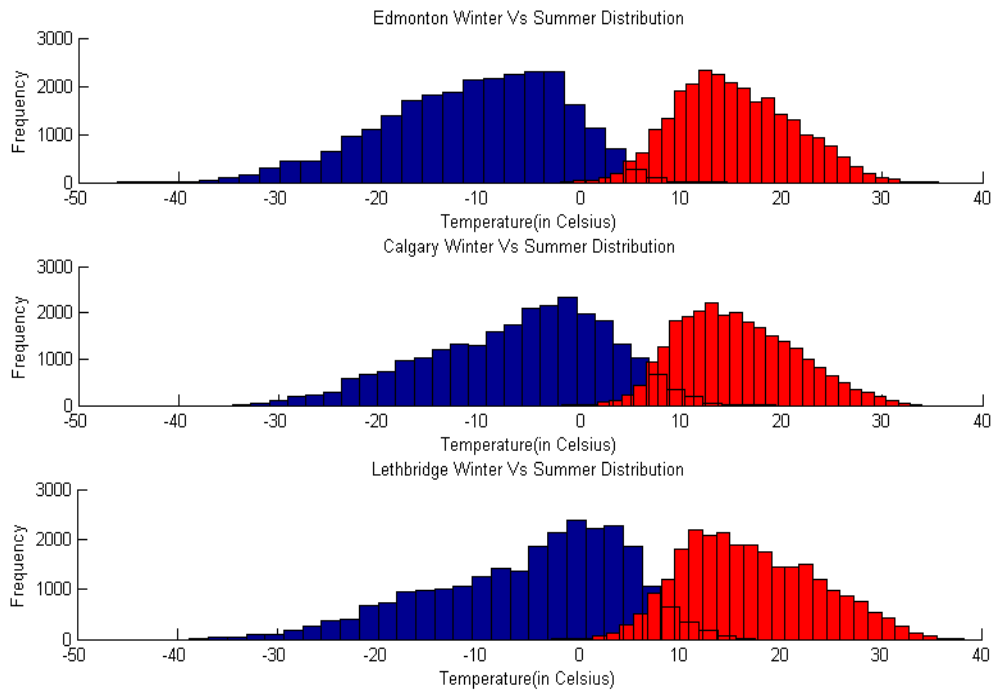 Edmonton Winter Vs Summer Distribution
3000
2000
1000
0
Frequency
-50 -40 -30 -20 -10 0 10 20 30 40
Temperature(in Celsius)
Calgary Winter Vs Summer Distribution
3000
2000
1000
0
Frequency
-50 -40 -30 -20 -10 0 10 20 30 40
Temperature(in Celsius)
Lethbridge Winter Vs Summer Distribution
3000
2000
1000
0
Frequency
-50 -40 -30 -20 -10 0 10 20 30 40
Temperature(in Celsius)